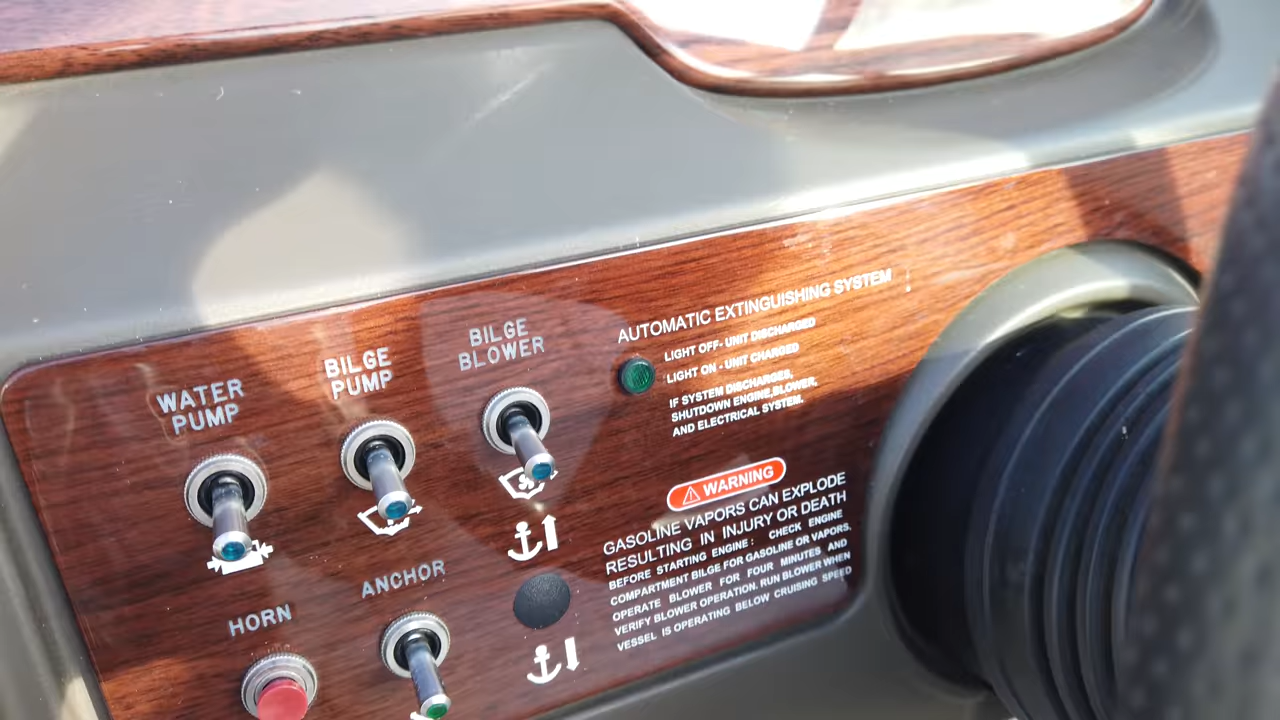 WATER
PUMP
BILGE
PUMP
BILGE
BLOWER
AUTOMATIC EXTINGUISHING SYSTEM
LIGHT OFF- UNIT DISCHARGED
LIGHT ON - UNIT CHARGED
IF SYSTEM DISCHARGES,
SHUTDOWN ENGINE,BLOWER,
AND ELECTRICAL SYSTEM.
HORN
ANCHOR
WARNING
GASOLINE VAPORS CAN EXPLODE
RESULTING IN INJURY OR DEATH
BEFORE STARTING ENGINE : CHECK ENGINE
COMPARTMENT BILGE FOR GASOLINE OR VAPORS,
OPERATE BLOWER FOR FOUR MINUTES AND
VERIFY BLOWER OPERATION. RUN BLOWER WHEN
VESSEL IS OPERATING BELOW CRUISING SPEED